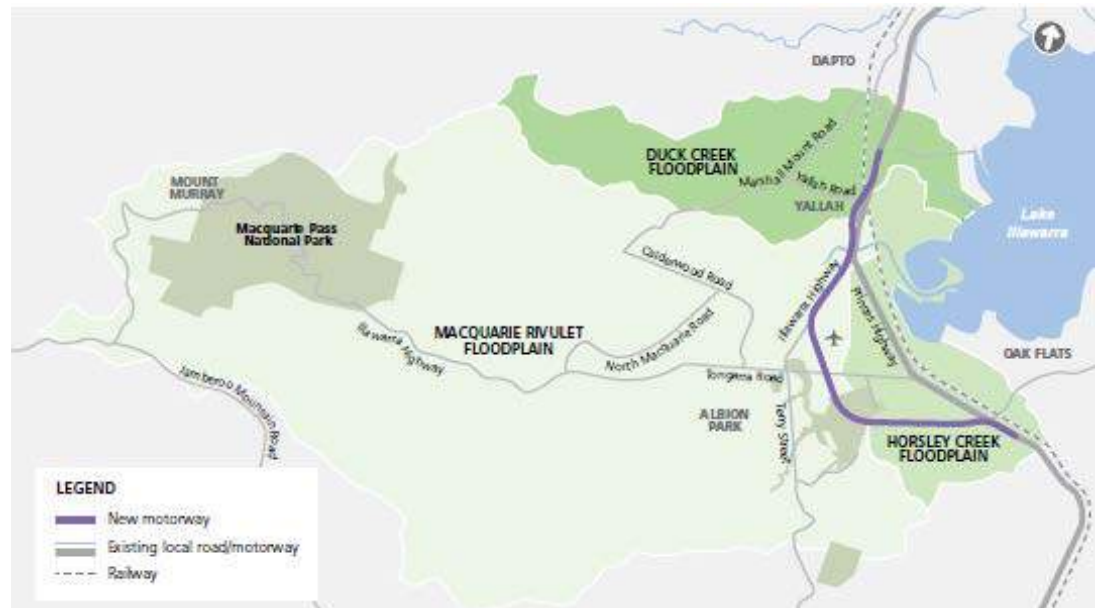 DAPTO
DUCK CREEK
FLOODPLAIN
Marshall Mount Road
Yallah Road
YALLAH
MOUNT
MURRAY
Macquarie Pass
National Park
Lake
Illawarra
Calderwood Road
Illawarra Highway
Princes Highway
MACQUARIE RIVULET
FLOODPLAIN
Illawarra Highway
North Macquarie Road
OAK FLATS
Jamberoo Mountain Road
Tongarra Road
ALBION
PARK
Terry Street
HORSLEY CREEK
FLOODPLAIN
LEGEND
New motorway
Existing local road/motorway
Railway